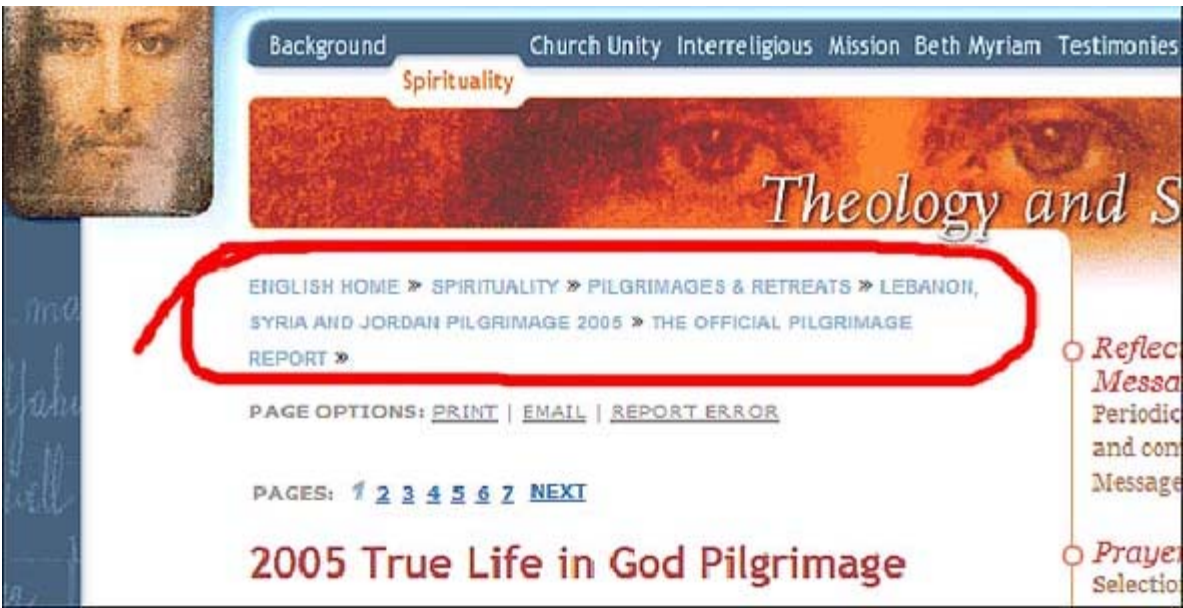 Background Church Unity Interreligious Mission Beth Myriam Testimonies
Spirituality
Theology and S
ENGLISH HOME » SPIRITUALITY » PILGRIMAGES & RETREATS » LEBANON,
SYRIA AND JORDAN PILGRIMAGE 2005 » THE OFFICIAL PILGRIMAGE
REPORT »
PAGE OPTIONS: PRINT | EMAIL | REPORT ERROR
PAGES: 1 2 3 4 5 6 7 NEXT
2005 True Life in God Pilgrimage
Reflec
Messa
Periodic
and com
Message
Prayer
Selectio